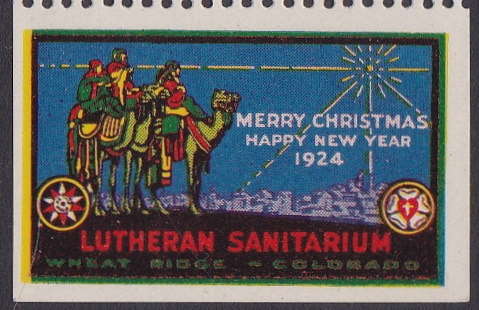 MERRY CHRISTMAS
HAPPY NEW YEAR
1924
LUTHERAN SANITARIUM
WHEAT RIDGE - COLORADO